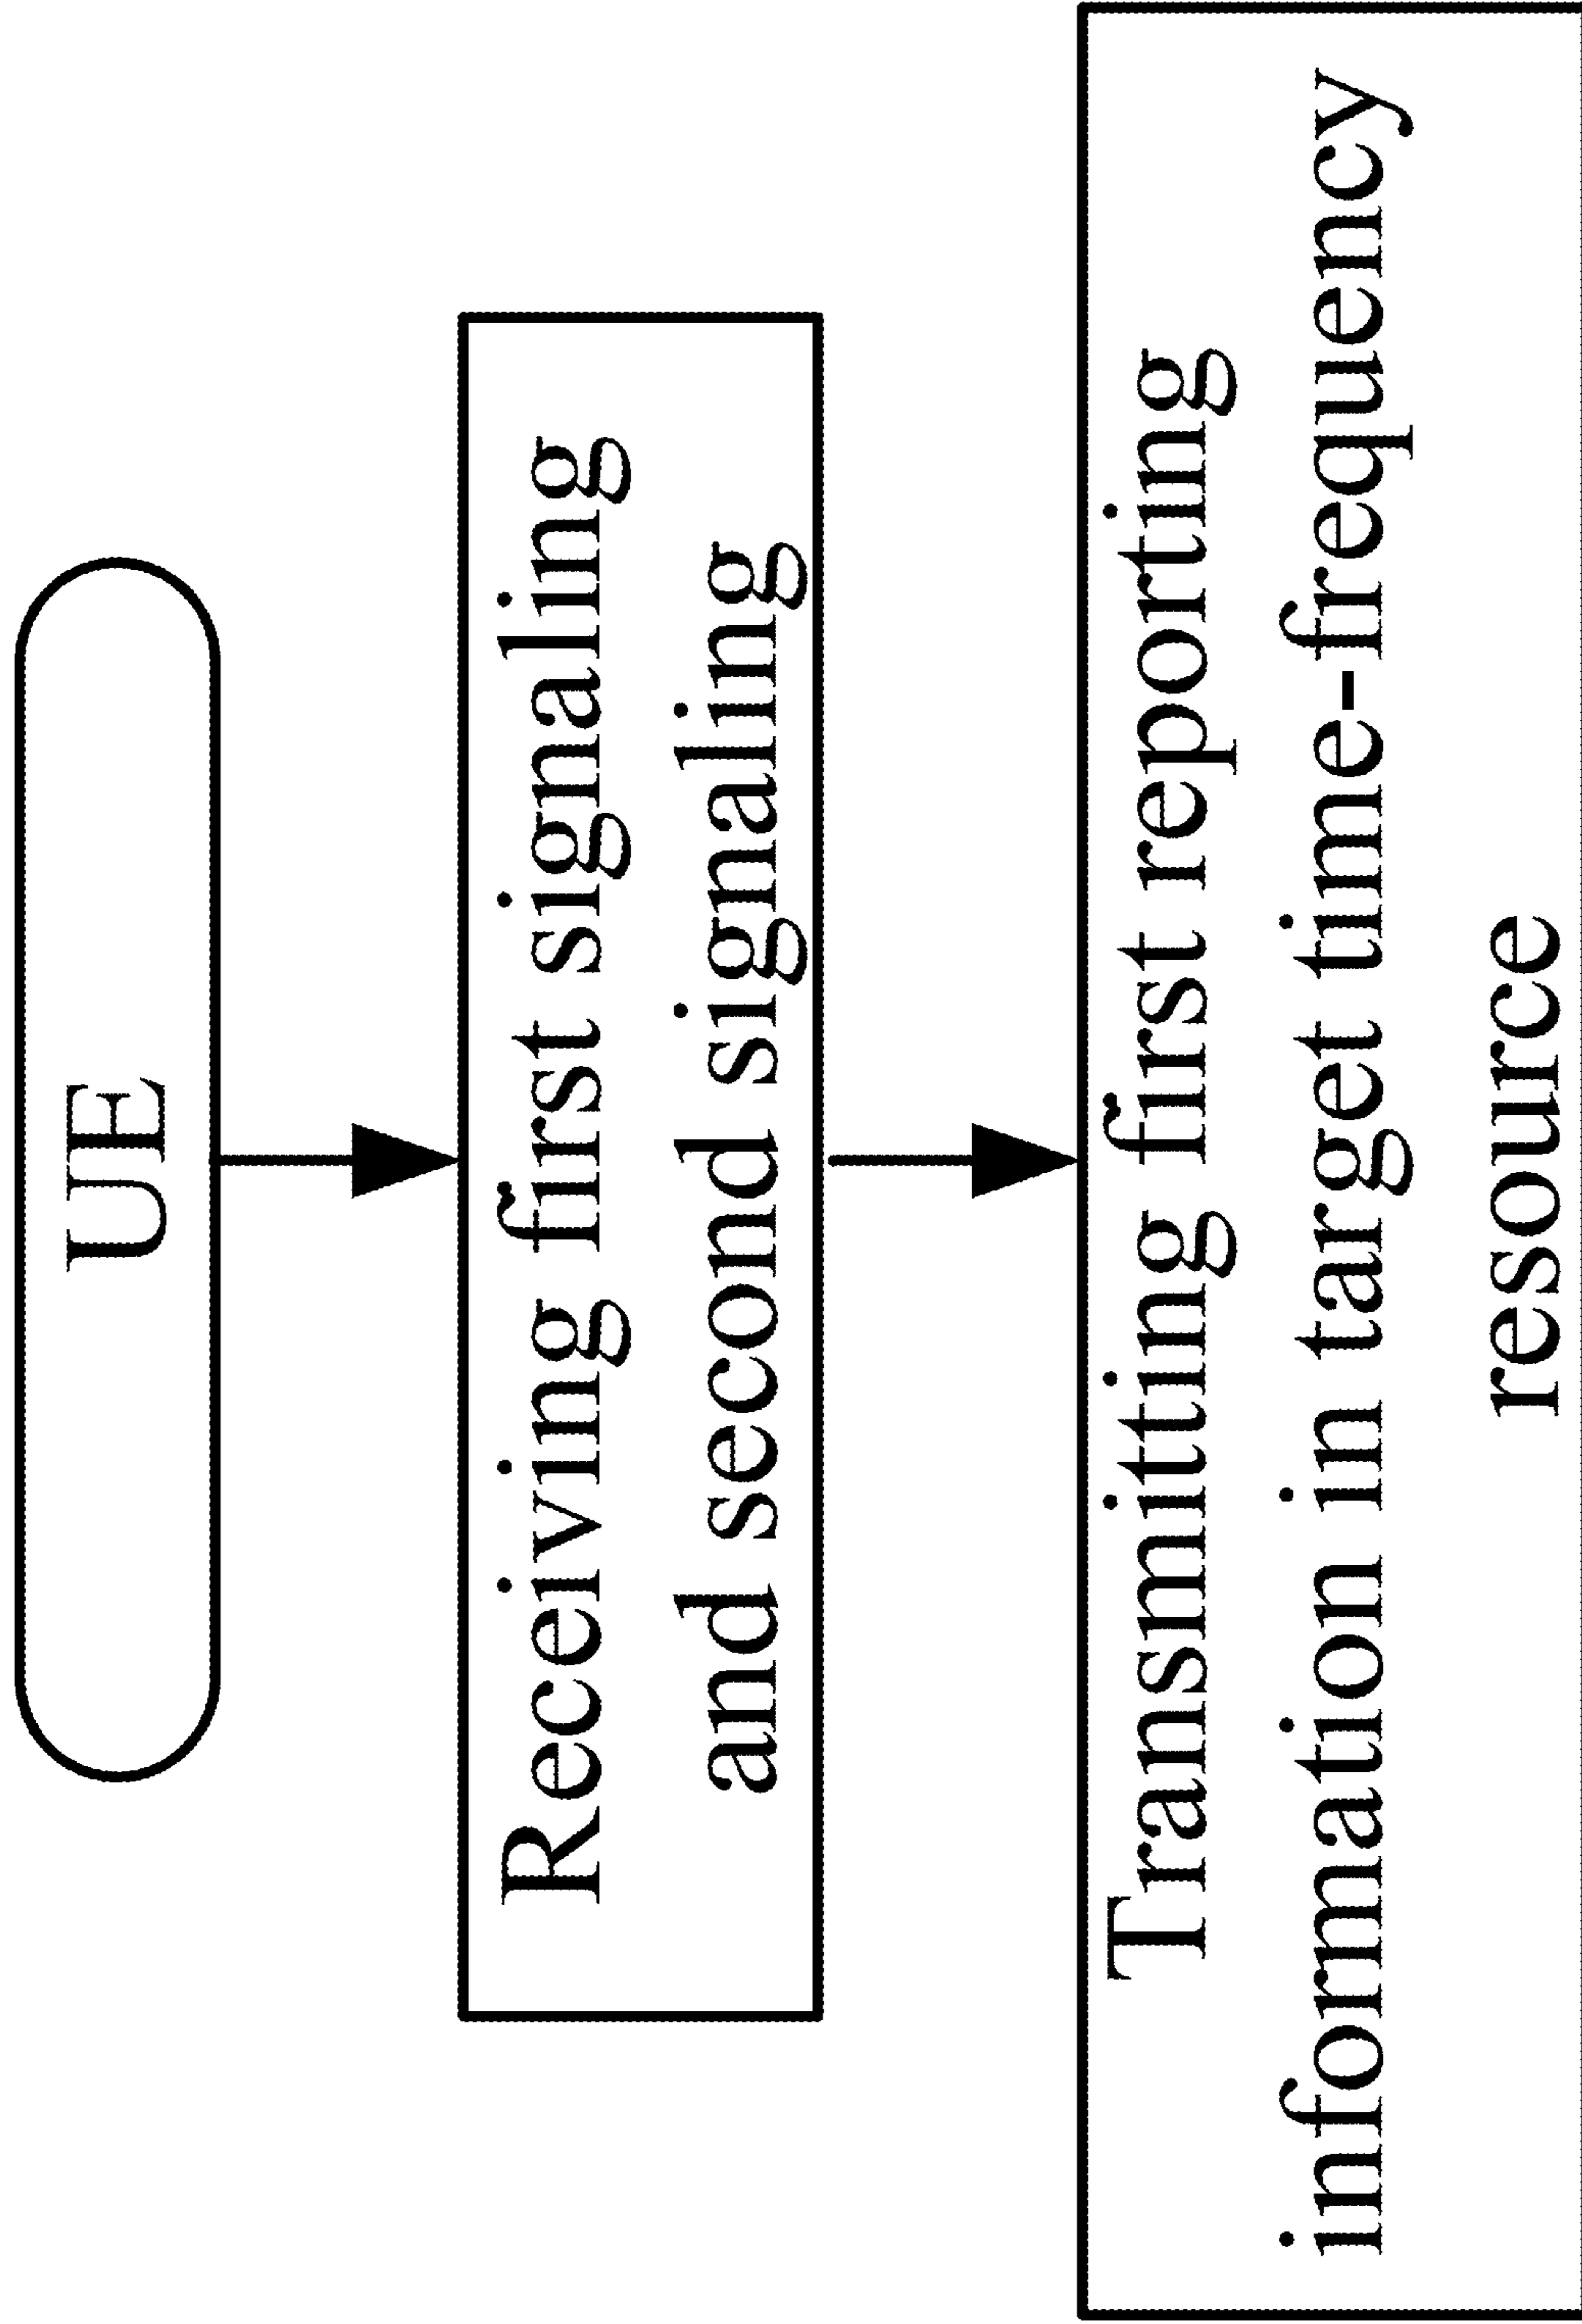 UE
Receiving first signaling
and second signaling
Transmitting first reporting
information in target time-frequency
resource